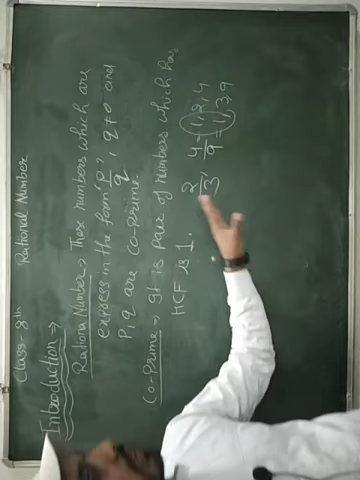 Class-8th Rational Number
Introduction →
Rational Number → Those numbers which are
express in the form 'p/q', q≠0 and
P,q are Co-prime.
Co-Prime → It is pair of numbers which has
HCF is 1. 2/3, 4/9 = 1,2,4 = 1,3,9